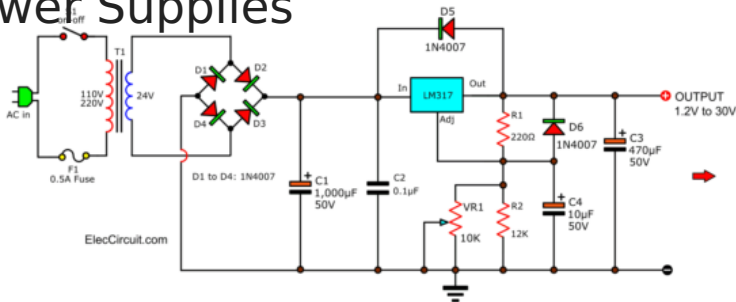 wer Supplies
on-off
T1
AC in
110V
220V
24V
F1
0.5A Fuse
D1
D2
D4
D3
D1 to D4: 1N4007
ElecCircuit.com
C1
1,000µF
50V
C2
0.1µF
D5
1N4007
In
LM317
Out
Adj
R1
220Ω
D6
1N4007
VR1
10K
R2
12K
C4
10µF
50V
C3
470µF
50V
OUTPUT
1.2V to 30V